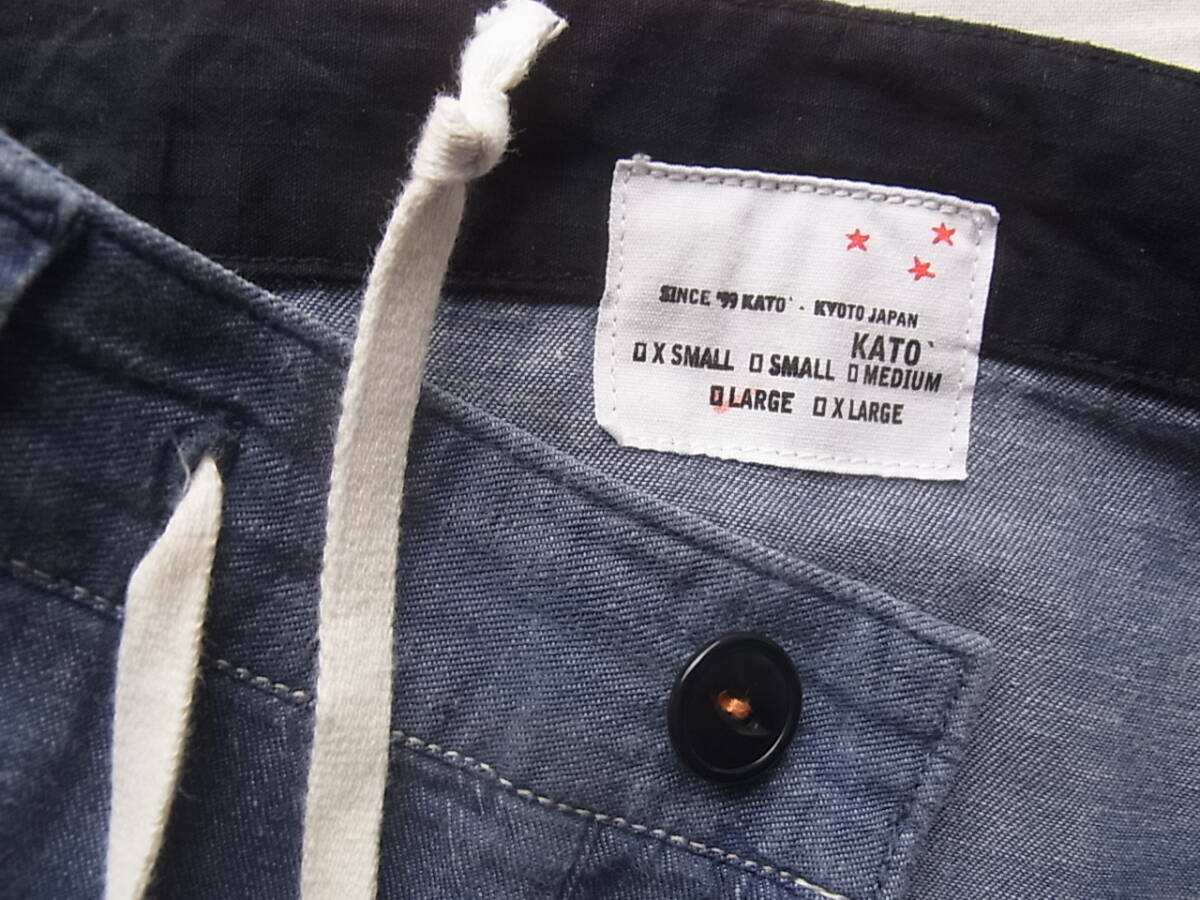 SINCE '99 KATO` - KYOTO JAPAN
KATO`
X SMALL SMALL MEDIUM
LARGE X LARGE